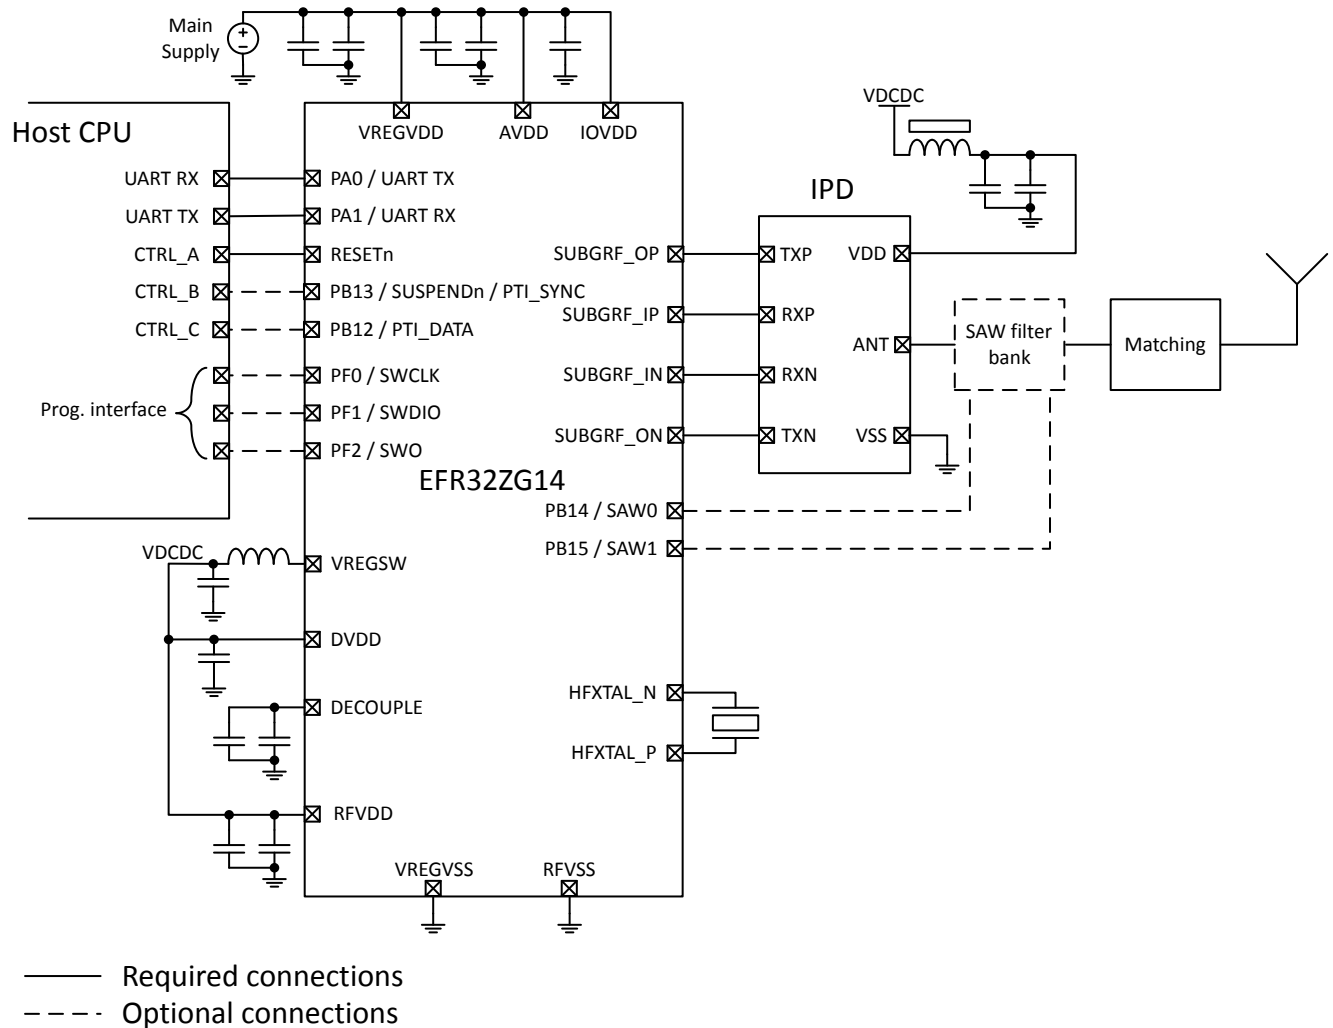 Main
Supply
+
−
VREGVDD
AVDD
IOVDD
VDCDC
Host CPU
UART RX
PA0 / UART TX
UART TX
PA1 / UART RX
CTRL_A
RESETn
CTRL_B
PB13 / SUSPENDn / PTI_SYNC
CTRL_C
PB12 / PTI_DATA
Prog. interface
PF0 / SWCLK
PF1 / SWDIO
PF2 / SWO
EFR32ZG14
SUBGRF_OP
SUBGRF_IP
SUBGRF_IN
SUBGRF_ON
PB14 / SAW0
PB15 / SAW1
IPD
TXP
VDD
RXP
ANT
RXN
TXN
VSS
SAW filter
bank
Matching
VDCDC
VREGSW
DVDD
DECOUPLE
RFVDD
HFXTAL_N
HFXTAL_P
VREGVSS
RFVSS
Required connections
Optional connections